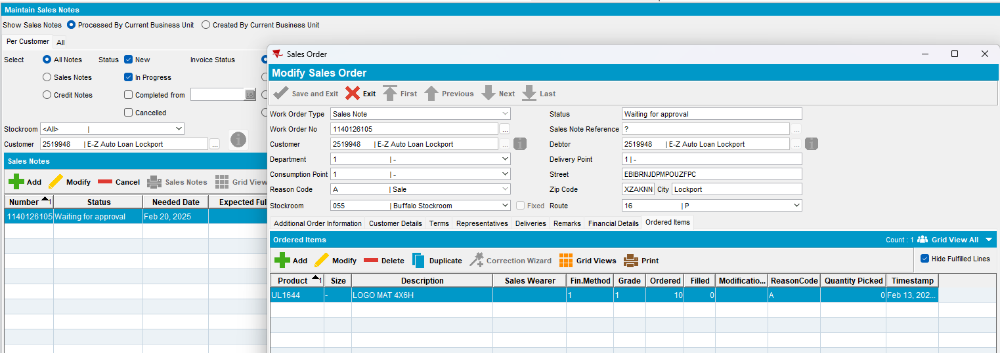 Maintain Sales Notes
Show Sales Notes Processed By Current Business Unit Created By Current Business Unit
Per Customer All
Select All Notes Status New Invoice Status
Sales Notes In Progress
Credit Notes Completed from 15
Cancelled
Stockroom <All> |
Customer 2519948 | E-Z Auto Loan Lockport ...
Sales Notes
Add Modify Cancel Sales Notes Grid View
Number 1 Status Needed Date Expected Ful
1140126105 Waiting for approval Feb 20, 2025
Sales Order
Modify Sales Order
Save and Exit Exit First Previous Next Last
Work Order Type Sales Note Status Waiting for approval
Work Order No 1140126105 ... Sales Note Reference ? ...
Customer 2519948 | E-Z Auto Loan Lockport ... Debtor 2519948 | E-Z Auto Loan Lockport ...
Department 1 | - Delivery Point 1 | -
Consumption Point 1 | - Street EBIBRNJDPMPOUZFPC
Reason Code A | Sale Zip Code XZAKNN City Lockport
Stockroom 055 | Buffalo Stockroom Fixed Route 16 | P
Additional Order Information Customer Details Terms Representatives Deliveries Remarks Financial Details Ordered Items
Ordered Items Count : 1 Grid View All
Add Modify Delete Duplicate Correction Wizard Grid Views Print Hide Fulfilled Lines
Product 1 Size Description Sales Wearer Fin.Method Grade Ordered Filled Modificatio... ReasonCode Quantity Picked Timestamp
UL1644 - LOGO MAT 4X6H 1 1 10 0 A 0 Feb 13, 202...